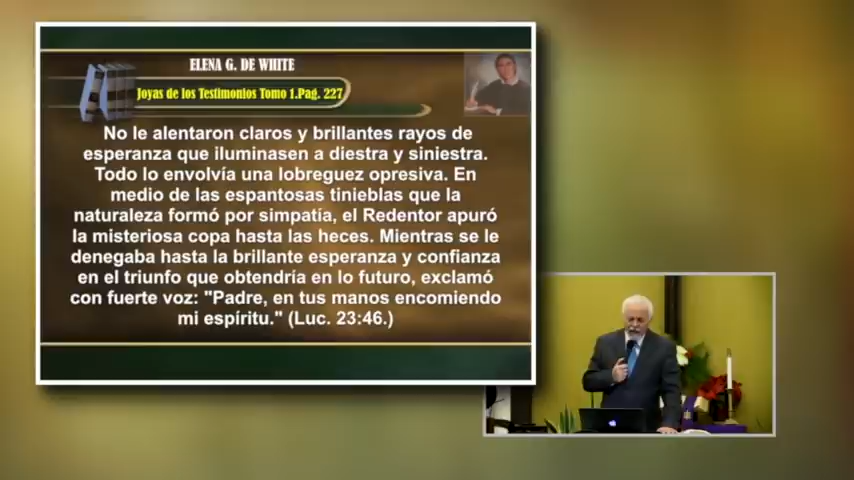 ELENA G. DE WHITE
Joyas de los Testimonios Tomo 1.Pag. 227
No le alentaron claros y brillantes rayos de
esperanza que iluminasen a diestra y siniestra.
Todo lo envolvía una lobreguez opresiva. En
medio de las espantosas tinieblas que la
naturaleza formó por simpatía, el Redentor apuró
la misteriosa copa hasta las heces. Mientras se le
denegaba hasta la brillante esperanza y confianza
en el triunfo que obtendría en lo futuro, exclamó
con fuerte voz: "Padre, en tus manos encomiendo
mi espíritu." (Luc. 23:46.)